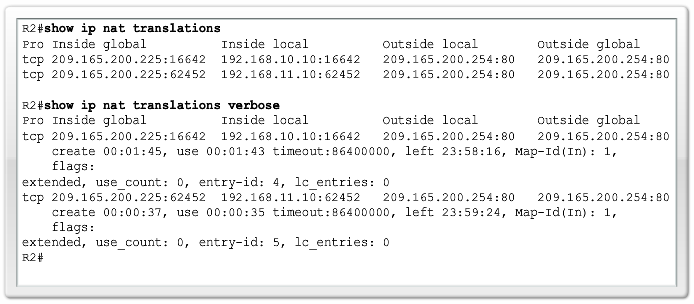 R2#show ip nat translations
Pro Inside global Inside local Outside local Outside global
tcp 209.165.200.225:16642 192.168.10.10:16642 209.165.200.254:80 209.165.200.254:80
tcp 209.165.200.225:62452 192.168.11.10:62452 209.165.200.254:80 209.165.200.254:80
R2#show ip nat translations verbose
Pro Inside global Inside local Outside local Outside global
tcp 209.165.200.225:16642 192.168.10.10:16642 209.165.200.254:80 209.165.200.254:80
create 00:01:45, use 00:01:43 timeout:86400000, left 23:58:16, Map-Id(In): 1,
flags:
extended, use_count: 0, entry-id: 4, lc_entries: 0
tcp 209.165.200.225:62452 192.168.11.10:62452 209.165.200.254:80 209.165.200.254:80
create 00:00:37, use 00:00:35 timeout:86400000, left 23:59:24, Map-Id(In): 1,
flags:
extended, use_count: 0, entry-id: 5, lc_entries: 0
R2#